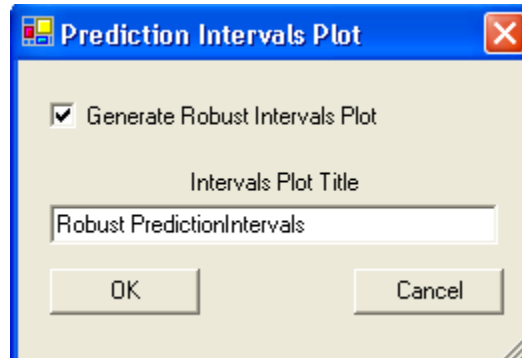 Prediction Intervals Plot
Generate Robust Intervals Plot
Intervals Plot Title
Robust PredictionIntervals
OK
Cancel